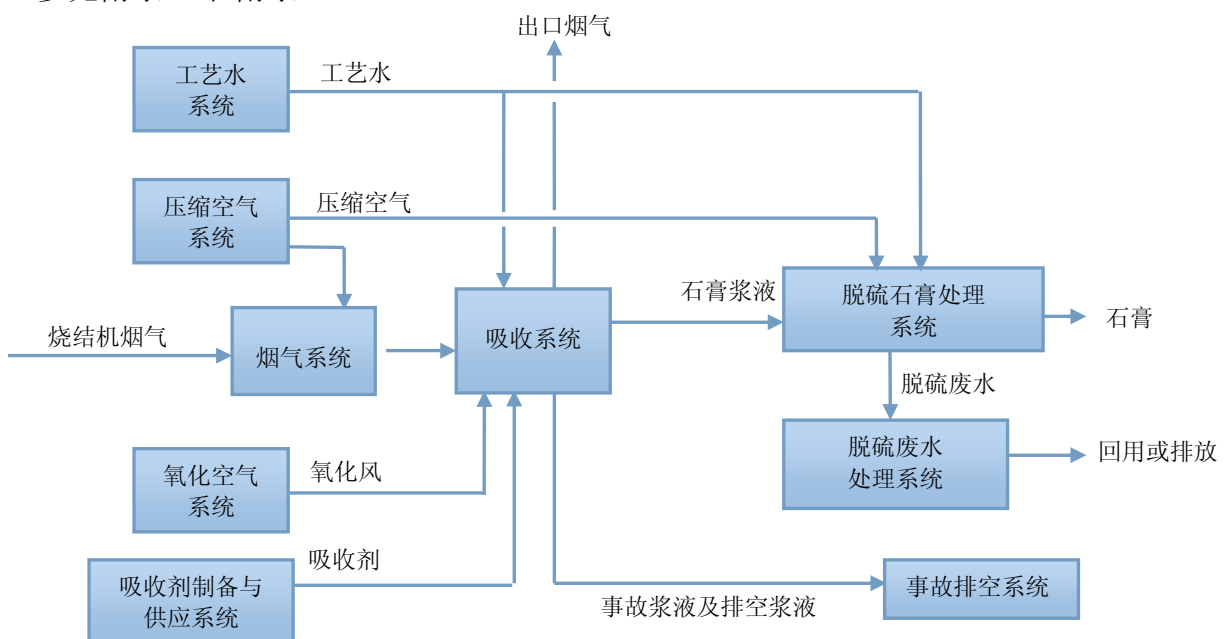 出口烟气
工艺水
系统
工艺水
压缩空气
系统
压缩空气
脱硫石膏处理
系统
石膏浆液
石膏
吸收系统
烧结机烟气
烟气系统
脱硫废水
脱硫废水
处理系统
回用或排放
氧化空气
系统
氧化风
吸收剂制备与
供应系统
吸收剂
事故浆液及排空浆液
事故排空系统